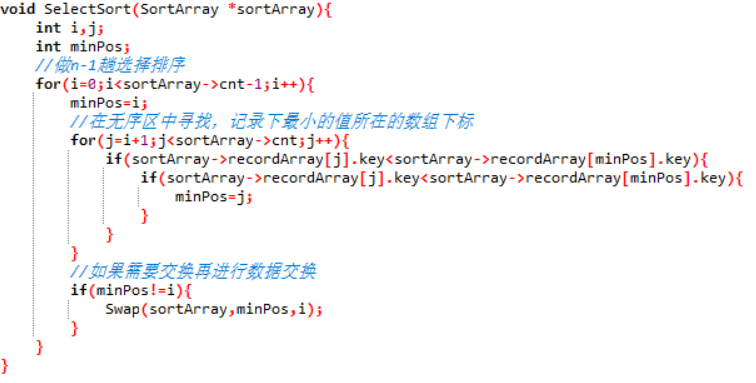 void SelectSort(SortArray *sortArray){
    int i,j;
    int minPos;
    //做n-1趟选择排序
    for(i=0;i<sortArray->cnt-1;i++){
        minPos=i;
        //在无序区中寻找，记录下最小的值所在的数组下标
        for(j=i+1;j<sortArray->cnt;j++){
            if(sortArray->recordArray[j].key<sortArray->recordArray[minPos].key){
                if(sortArray->recordArray[j].key<sortArray->recordArray[minPos].key){
                    minPos=j;
                }
            }
        }
        //如果需要交换再进行数据交换
        if(minPos!=i){
            Swap(sortArray,minPos,i);
        }
    }
}